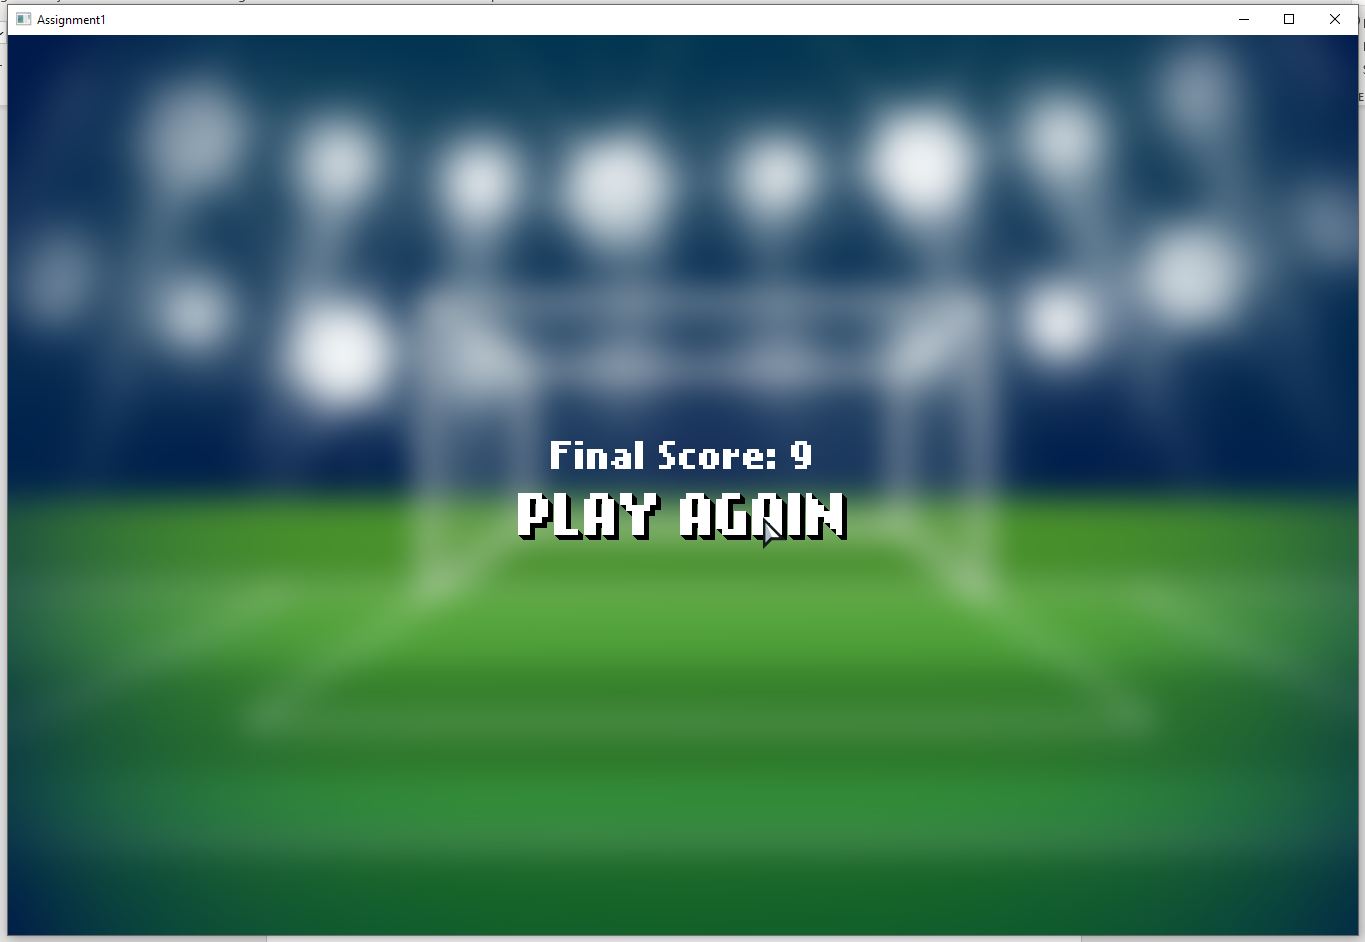 Assignment1
Final Score: 9
PLAY AGAIN